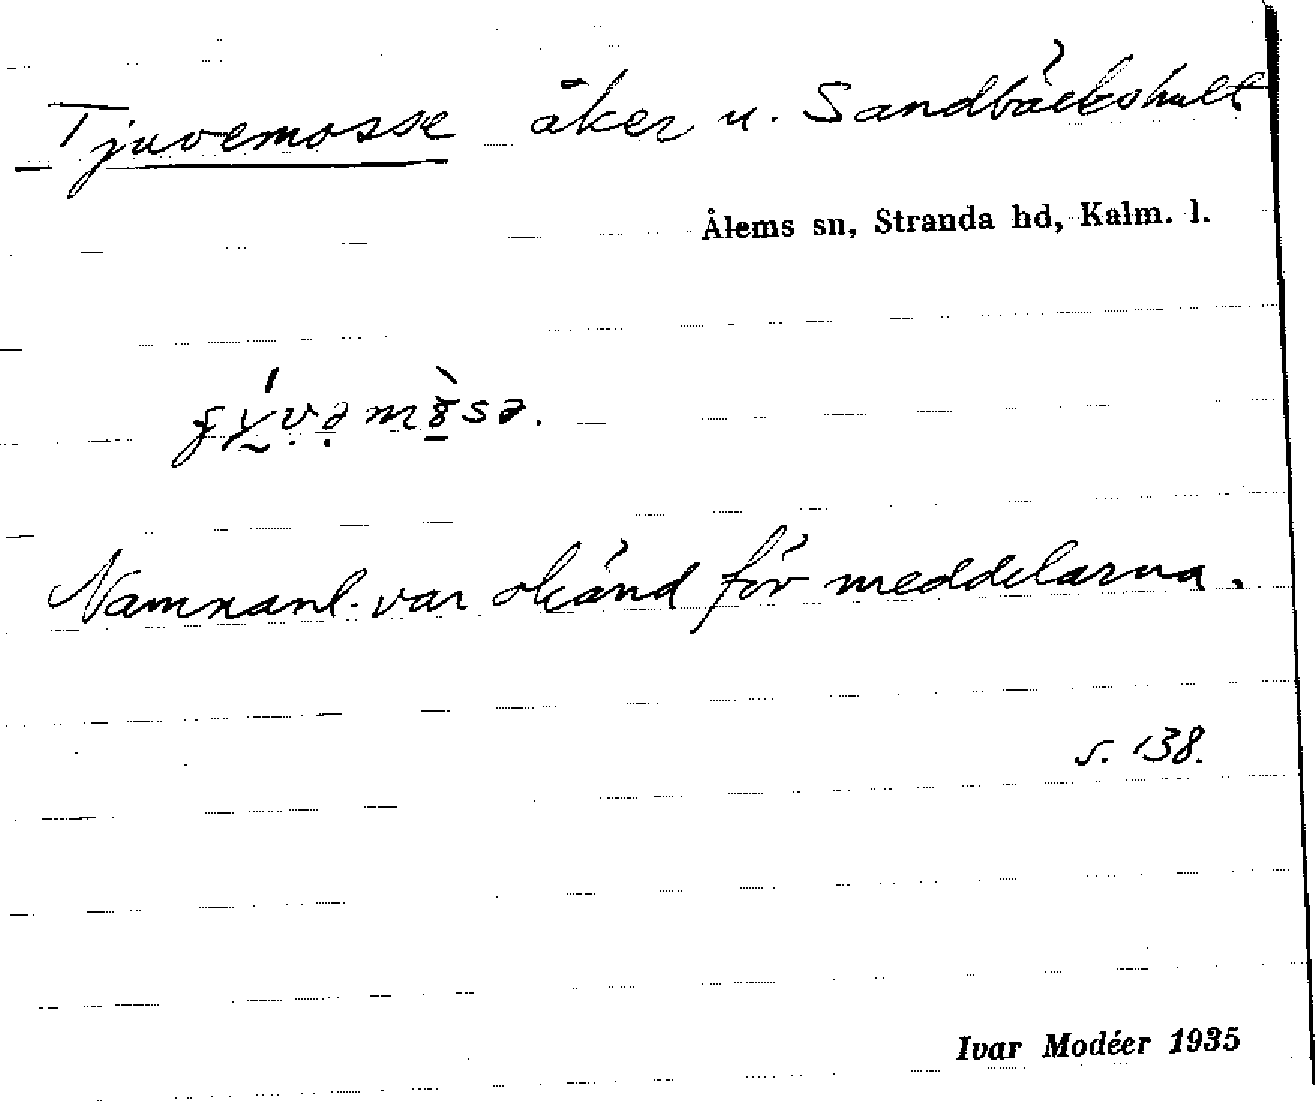 Tjuvemosse åker u. Sandbäckshult
Ålems sn, Stranda hd, Kalm. l.
Namnanl. var okänd för meddelarna.
s. 138.
Ivar Modéer 1935